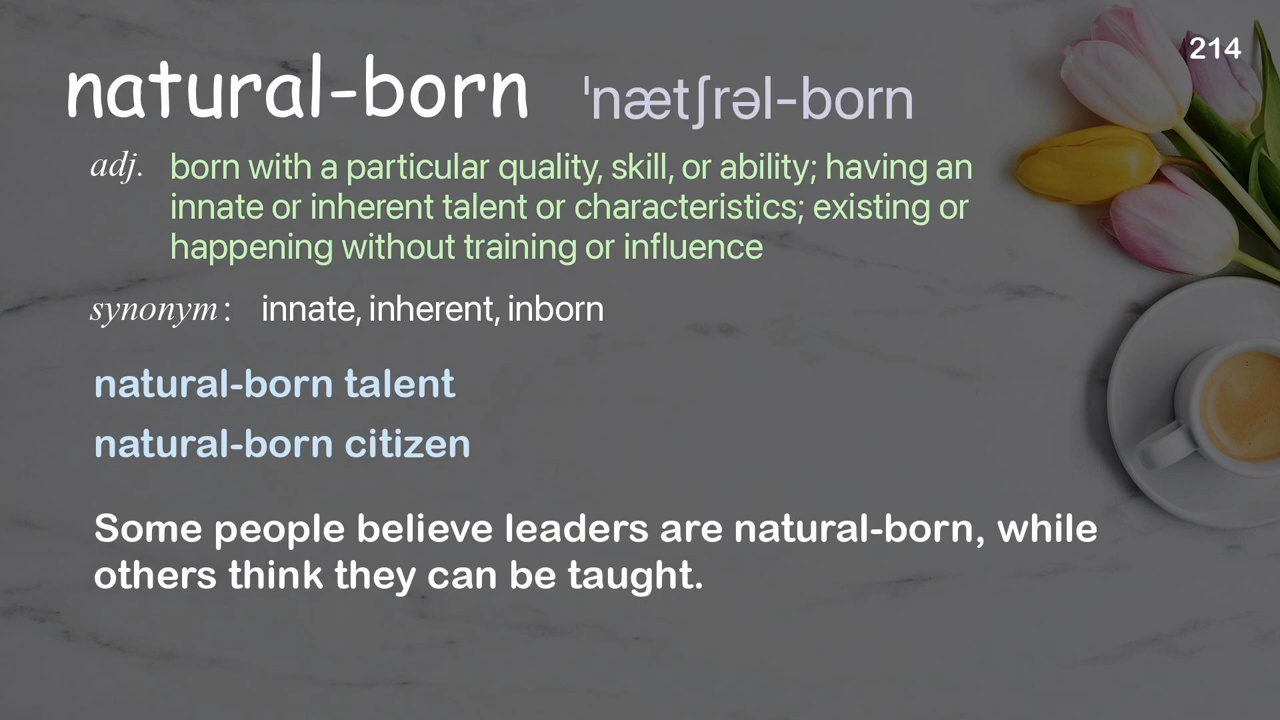 214
natural-born ˈnætʃrəl-born
adj. born with a particular quality, skill, or ability; having an
innate or inherent talent or characteristics; existing or
happening without training or influence
synonym: innate, inherent, inborn
natural-born talent
natural-born citizen
Some people believe leaders are natural-born, while
others think they can be taught.